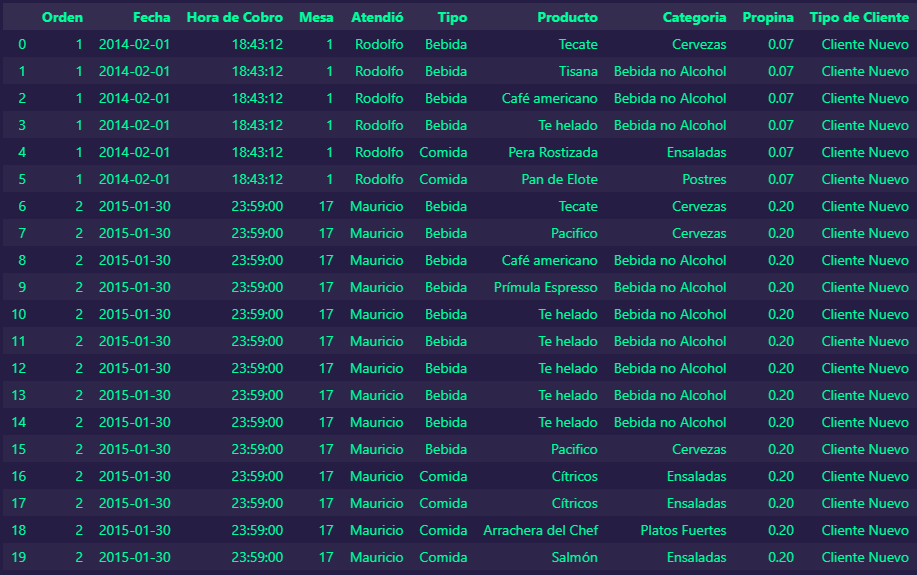 Orden Fecha Hora de Cobro Mesa Atendió Tipo Producto Categoria Propina Tipo de Cliente
0 1 2014-02-01 18:43:12 1 Rodolfo Bebida Tecate Cervezas 0.07 Cliente Nuevo
1 1 2014-02-01 18:43:12 1 Rodolfo Bebida Tisana Bebida no Alcohol 0.07 Cliente Nuevo
2 1 2014-02-01 18:43:12 1 Rodolfo Bebida Café americano Bebida no Alcohol 0.07 Cliente Nuevo
3 1 2014-02-01 18:43:12 1 Rodolfo Bebida Te helado Bebida no Alcohol 0.07 Cliente Nuevo
4 1 2014-02-01 18:43:12 1 Rodolfo Comida Pera Rostizada Ensaladas 0.07 Cliente Nuevo
5 1 2014-02-01 18:43:12 1 Rodolfo Comida Pan de Elote Postres 0.07 Cliente Nuevo
6 2 2015-01-30 23:59:00 17 Mauricio Bebida Tecate Cervezas 0.20 Cliente Nuevo
7 2 2015-01-30 23:59:00 17 Mauricio Bebida Pacifico Cervezas 0.20 Cliente Nuevo
8 2 2015-01-30 23:59:00 17 Mauricio Bebida Café americano Bebida no Alcohol 0.20 Cliente Nuevo
9 2 2015-01-30 23:59:00 17 Mauricio Bebida Prímula Espresso Bebida no Alcohol 0.20 Cliente Nuevo
10 2 2015-01-30 23:59:00 17 Mauricio Bebida Te helado Bebida no Alcohol 0.20 Cliente Nuevo
11 2 2015-01-30 23:59:00 17 Mauricio Bebida Te helado Bebida no Alcohol 0.20 Cliente Nuevo
12 2 2015-01-30 23:59:00 17 Mauricio Bebida Te helado Bebida no Alcohol 0.20 Cliente Nuevo
13 2 2015-01-30 23:59:00 17 Mauricio Bebida Te helado Bebida no Alcohol 0.20 Cliente Nuevo
14 2 2015-01-30 23:59:00 17 Mauricio Bebida Te helado Bebida no Alcohol 0.20 Cliente Nuevo
15 2 2015-01-30 23:59:00 17 Mauricio Bebida Pacifico Cervezas 0.20 Cliente Nuevo
16 2 2015-01-30 23:59:00 17 Mauricio Comida Cítricos Ensaladas 0.20 Cliente Nuevo
17 2 2015-01-30 23:59:00 17 Mauricio Comida Cítricos Ensaladas 0.20 Cliente Nuevo
18 2 2015-01-30 23:59:00 17 Mauricio Comida Arrachera del Chef Platos Fuertes 0.20 Cliente Nuevo
19 2 2015-01-30 23:59:00 17 Mauricio Comida Salmón Ensaladas 0.20 Cliente Nuevo